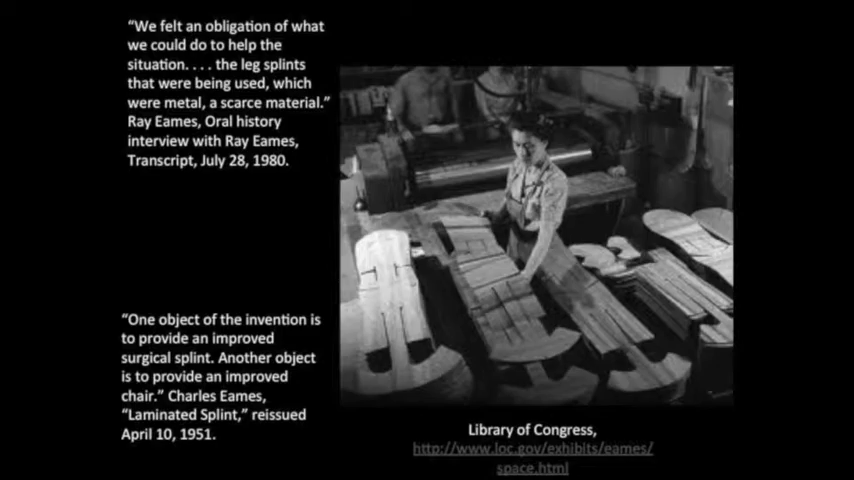 “We felt an obligation of what
we could do to help the
situation. . . . the leg splints
that were being used, which
were metal, a scarce material.”
Ray Eames, Oral history
interview with Ray Eames,
Transcript, July 28, 1980.
“One object of the invention is
to provide an improved
surgical splint. Another object
is to provide an improved
chair.” Charles Eames,
“Laminated Splint,” reissued
April 10, 1951.
Library of Congress,
http://www.loc.gov/exhibits/eames/
space.html